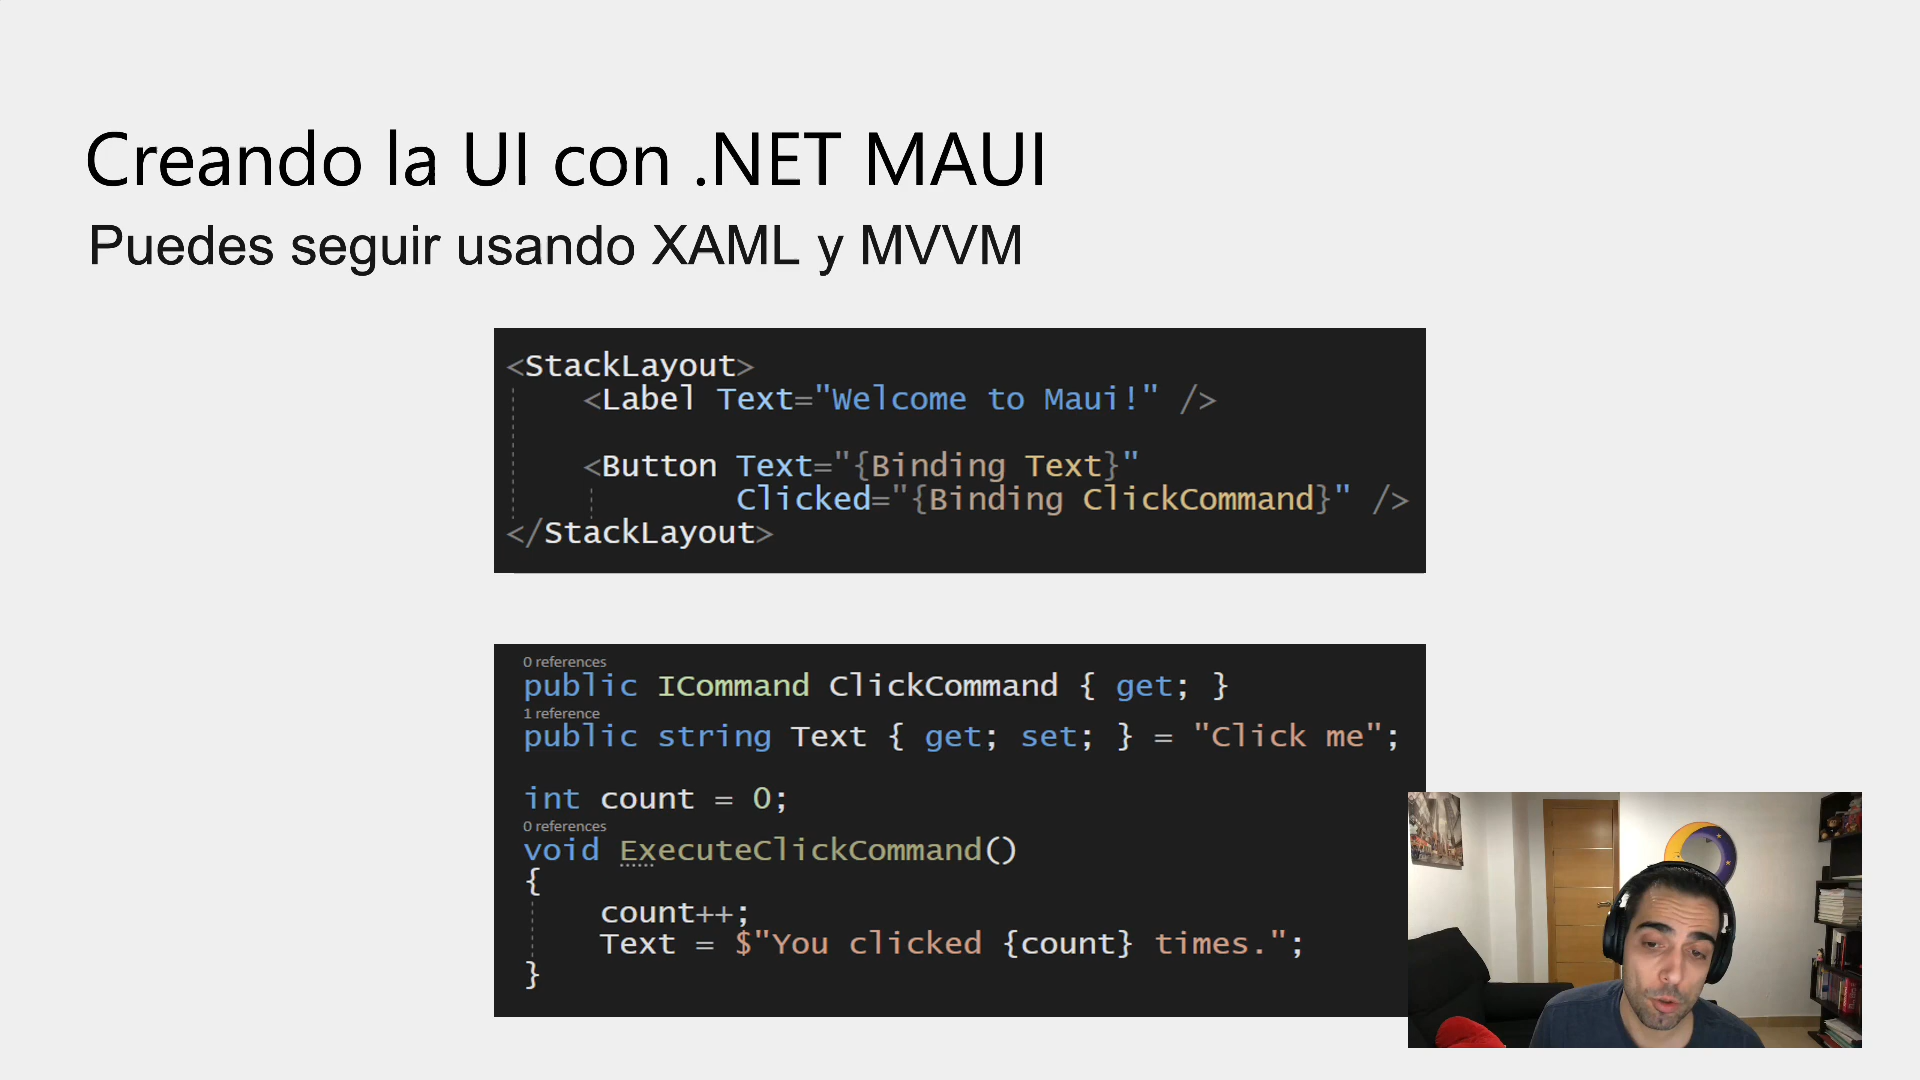 Creando la UI con .NET MAUI
Puedes seguir usando XAML y MVVM
<StackLayout>
<Label Text="Welcome to Maui!" />
<Button Text="{Binding Text}"
Clicked="{Binding ClickCommand}" />
</StackLayout>
0 references
public ICommand ClickCommand { get; }
1 reference
public string Text { get; set; } = "Click me";
int count = 0;
0 references
void ExecuteClickCommand()
{
count++;
Text = $"You clicked {count} times.";
}